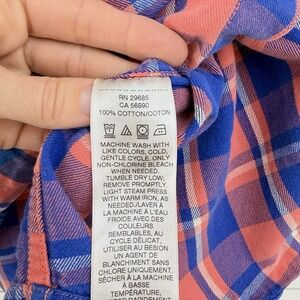 RN 29685
CA 56890
100% COTTON/COTON
MACHINE WASH WITH
LIKE COLORS, COLD,
GENTLE CYCLE. ONLY
NON-CHLORINE BLEACH
WHEN NEEDED.
TUMBLE DRY LOW;
REMOVE PROMPTLY.
LIGHT STEAM PRESS
WITH WARM IRON, AS
NEEDED/LAVER À
LA MACHINE À L'EAU
FROIDE AVEC DES
COULEURS
SEMBLABLES, AU
CYCLE DÉLICAT,
UTILISER AU BESOIN
UN AGENT DE
BLANCHIMENT SANS
CHLORE UNIQUEMENT.
SÉCHER À LA MACHINE
À BASSE
TEMPÉRATURE,
ET RAPIDEMENT